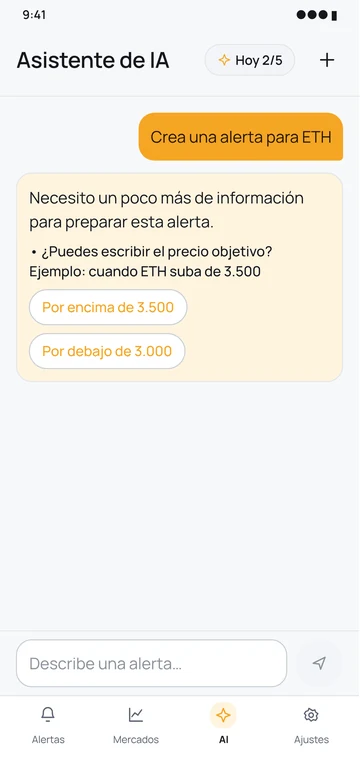 9:41
Asistente de IA
Hoy 2/5
Crea una alerta para ETH
Necesito un poco más de información
para preparar esta alerta.
• ¿Puedes escribir el precio objetivo?
Ejemplo: cuando ETH suba de 3.500
Por encima de 3.500
Por debajo de 3.000
Describe una alerta...
Alertas
Mercados
AI
Ajustes